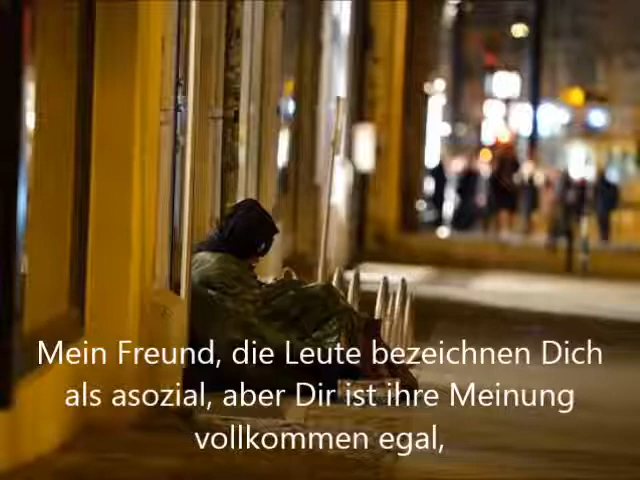 Mein Freund, die Leute bezeichnen Dich
als asozial, aber Dir ist ihre Meinung
vollkommen egal,